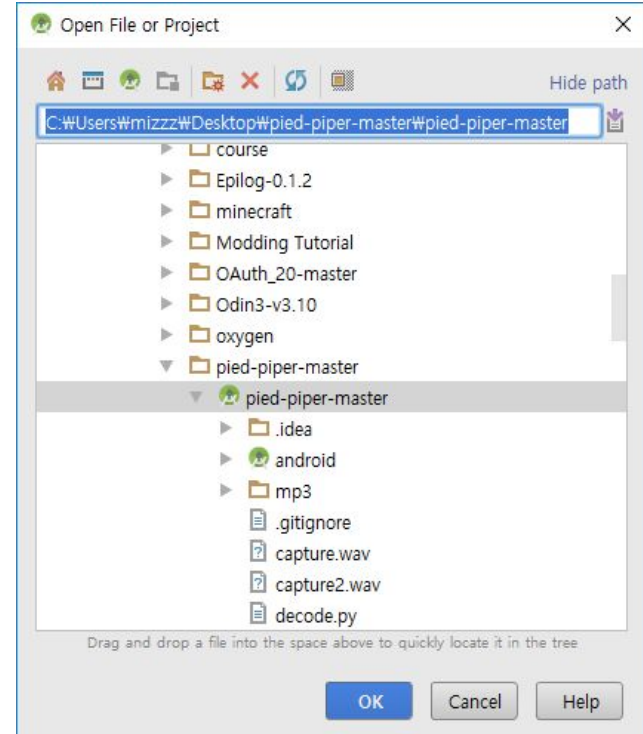 Open File or Project
Hide path
C:₩Users₩mizzz₩Desktop₩pied-piper-master₩pied-piper-master
course
Epilog-0.1.2
minecraft
Modding Tutorial
OAuth_20-master
Odin3-v3.10
oxygen
pied-piper-master
pied-piper-master
.idea
android
mp3
.gitignore
capture.wav
capture2.wav
decode.py
Drag and drop a file into the space above to quickly locate it in the tree
OK Cancel Help